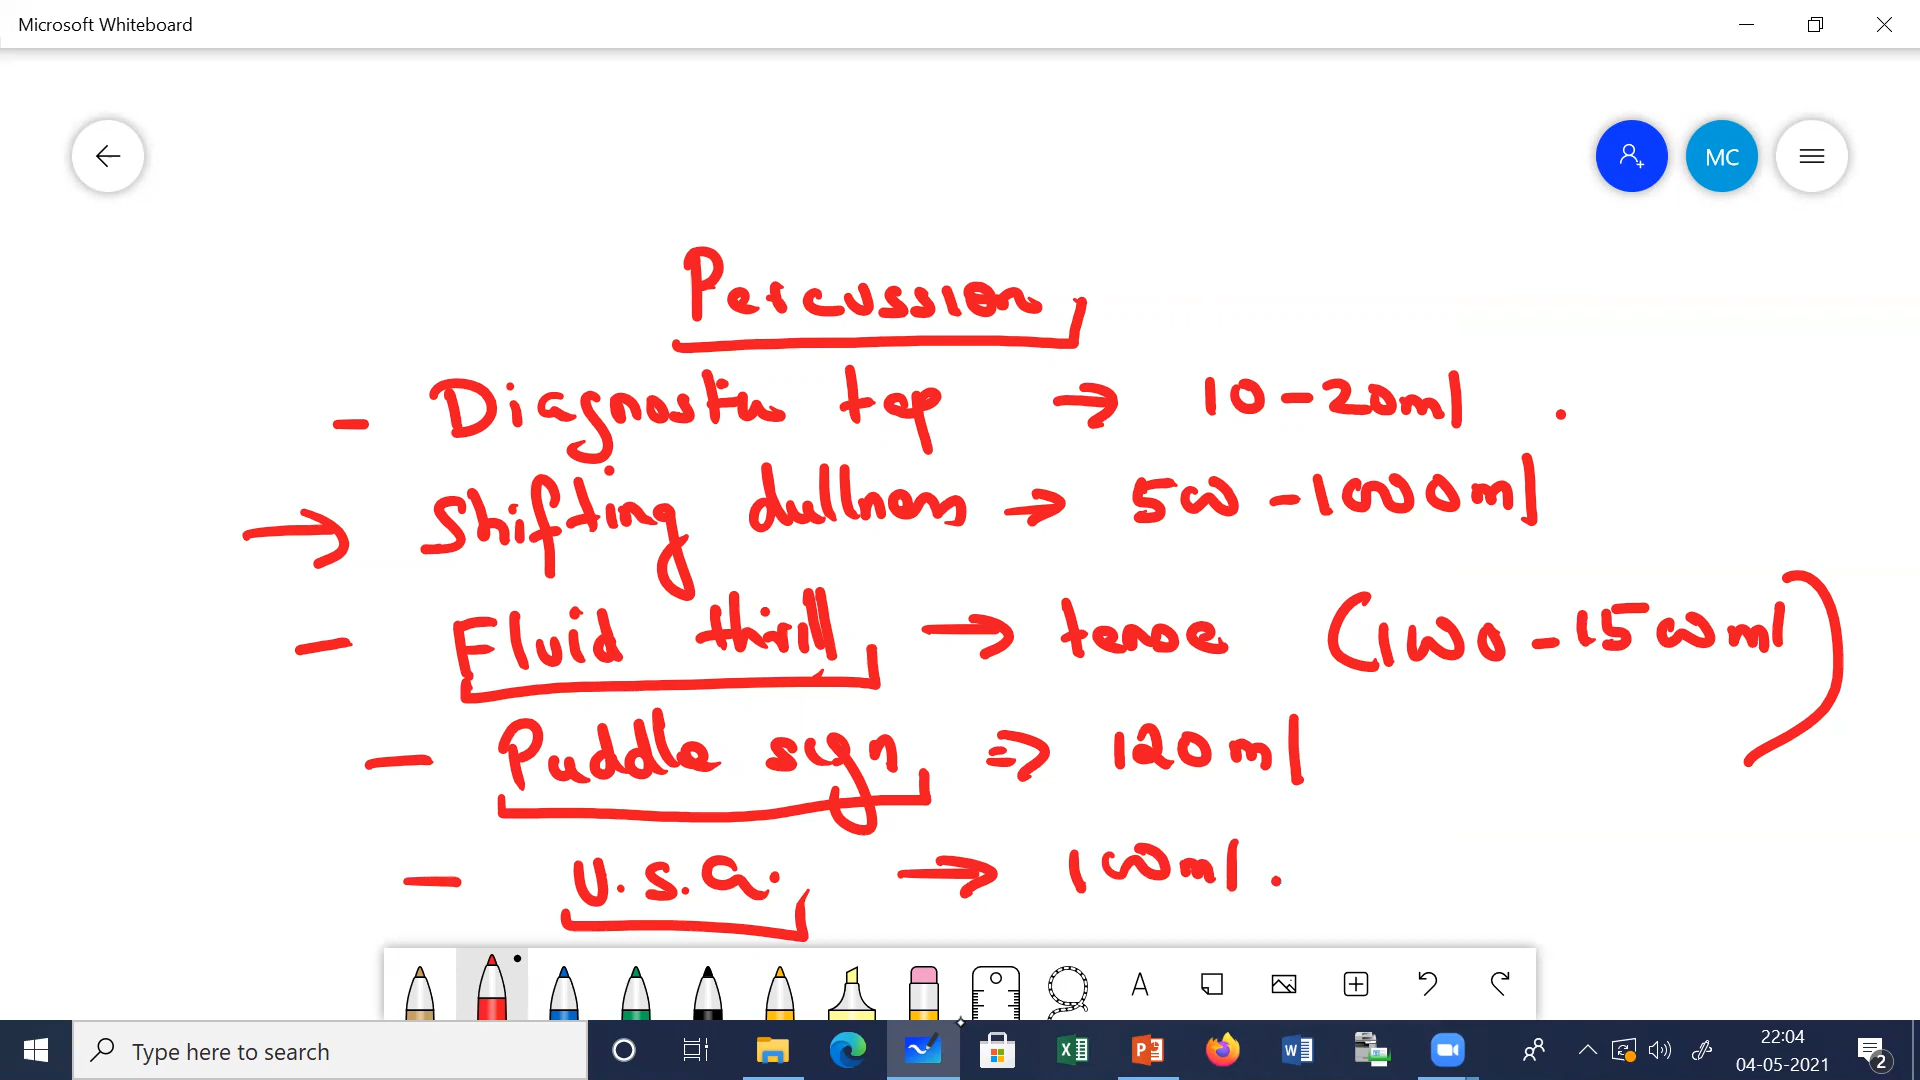 Microsoft Whiteboard
MC
Percussion
- Diagnostic tap → 10-20ml .
→ Shifting dullness → 500 - 1000ml
- Fluid thrill → tense (1000 - 1500ml)
- Puddle sign ⇒ 120ml
- U.S.G. → 100ml.
A
Type here to search
22:04
04-05-2021
2